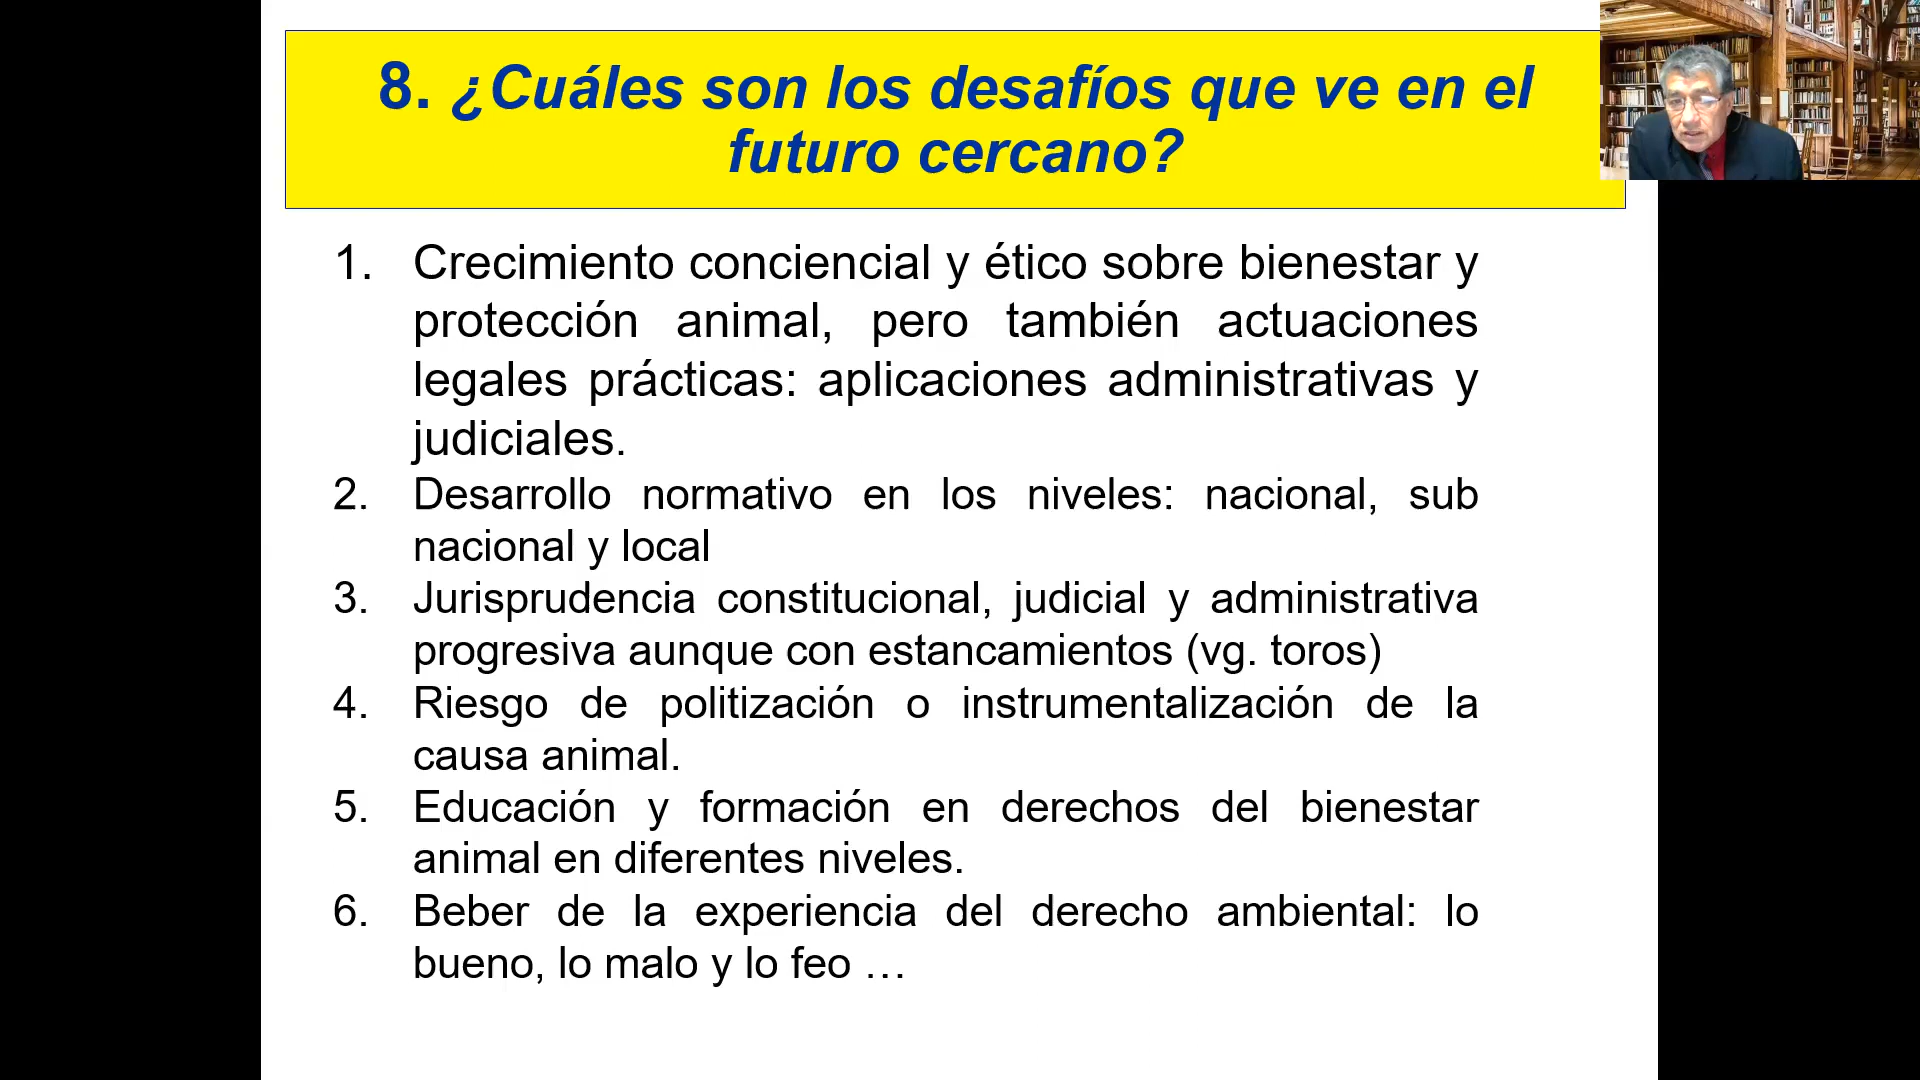 8. ¿Cuáles son los desafíos que ve en el
futuro cercano?
1. Crecimiento conciencial y ético sobre bienestar y
protección animal, pero también actuaciones
legales prácticas: aplicaciones administrativas y
judiciales.
2. Desarrollo normativo en los niveles: nacional, sub
nacional y local
3. Jurisprudencia constitucional, judicial y administrativa
progresiva aunque con estancamientos (vg. toros)
4. Riesgo de politización o instrumentalización de la
causa animal.
5. Educación y formación en derechos del bienestar
animal en diferentes niveles.
6. Beber de la experiencia del derecho ambiental: lo
bueno, lo malo y lo feo …